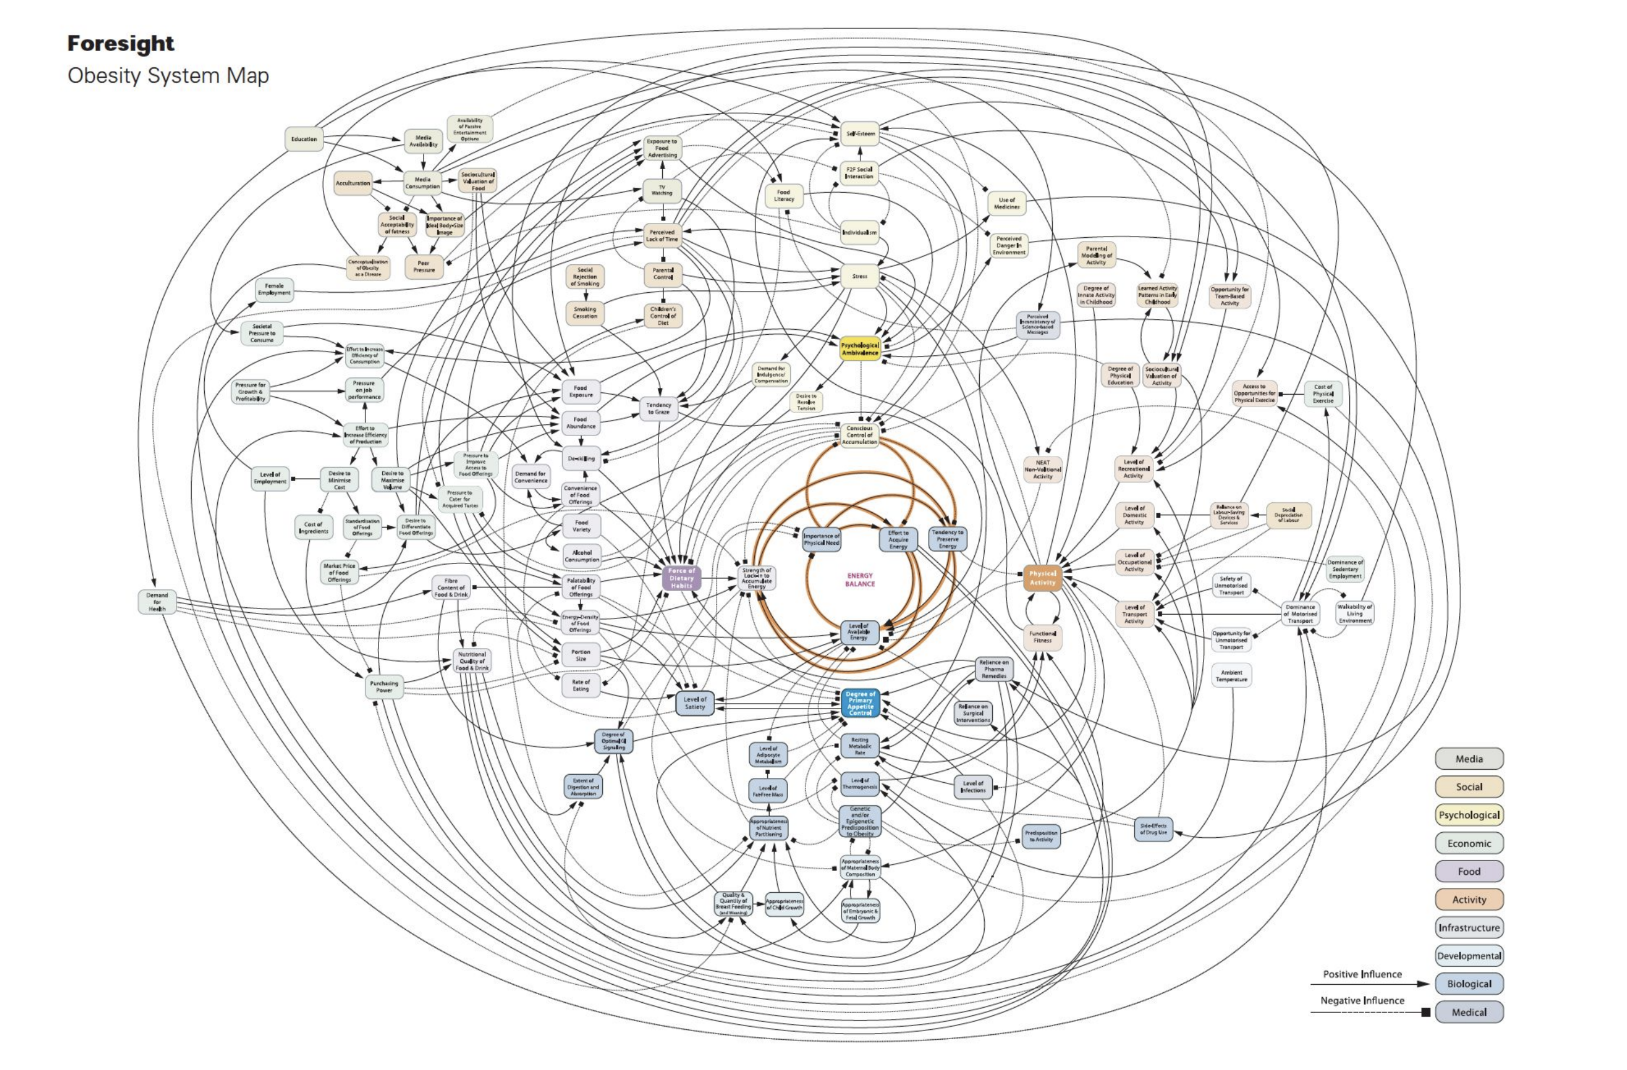 Foresight
Obesity System Map
Education
Media
Availability
Availability
of Passive
Entertainment
Options
Acculturation
Media
Consumption
Sociocultural
Valuation of
Food
Social
Acceptability
of Fatness
Importance of
Ideal Body-Size
Image
Conceptualization
of Obesity
as a Disease
Peer
Pressure
Exposure to
Food
Advertising
TV
Watching
Perceived
Lack of Time
Parental
Control
Children's
Control of
Diet
Social
Rejection
of Smoking
Smoking
Cessation
Self-Esteem
F2F Social
Interaction
Food
Literacy
Individualism
Stress
Psychological
Ambivalence
Use of
Medicines
Perceived
Danger in
Environment
Parental
Modelling of
Activity
Degree of
Innate Activity
in Childhood
Learned Activity
Patterns in Early
Childhood
Opportunity for
Team-Based
Activity
Perceived
Inconsistency of
Science-based
Messages
Female
Employment
Societal
Pressure to
Consume
Effort to Increase
Efficiency of
Consumption
Pressure for
Growth &
Profitability
Pressure
on Job
performance
Effort to
Increase Efficiency
of Production
Level of
Employment
Desire to
Minimise
Cost
Desire to
Maximise
Volume
Pressure to
Improve
Access to
Food Offerings
Pressure to
Cater for
Acquired Tastes
Cost of
Ingredients
Standardization
of Food
Offerings
Desire to
Differentiate
Food Offerings
Market Price
of Food
Offerings
Demand for
Convenience
Food
Exposure
Food
Abundance
De-skilling
Convenience
of Food
Offerings
Food
Variety
Alcohol
Consumption
Tendency
to Graze
Demand for
Indulgence/
Compensation
Desire to
Resolve
Tension
Conscious
Control of
Accumulation
Degree of
Physical
Education
Sociocultural
Valuation of
Activity
Access to
Opportunities for
Physical Exercise
Cost of
Physical
Exercise
NEAT
Non-Volitional
Activity
Level of
Recreational
Activity
Level of
Domestic
Activity
Reliance on
Labour-Saving
Devices &
Services
Social
Depreciation
of Labour
Level of
Occupational
Activity
Level of
Transport
Activity
Safety of
Unmotorised
Transport
Dominance of
Sedentary
Employment
Dominance
of Motorised
Transport
Walkability of
Living
Environment
Opportunity for
Unmotorised
Transport
Ambient
Temperature
Importance of
Physical Need
Effort to
Acquire
Energy
Tendency to
Preserve
Energy
ENERGY
BALANCE
Force of
Dietary
Habits
Strength of
Lock-in to
Accumulate
Energy
Physical
Activity
Functional
Fitness
Level of
Available
Energy
Demand
for
Health
Fibre
Content of
Food & Drink
Palatability
of Food
Offerings
Energy-Density
of Food
Offerings
Portion
Size
Rate of
Eating
Nutritional
Quality of
Food & Drink
Purchasing
Power
Level of
Satiety
Degree of
Primary
Appetite
Control
Reliance on
Pharma
Remedies
Reliance on
Surgical
Interventions
Degree of
Optimal GI
Signalling
Extent of
Digestion and
Absorption
Level of
Adipocyte
Metabolism
Level of
Fat-Free Mass
Resting
Metabolic
Rate
Level of
Thermogenesis
Level of
Infections
Appropriateness
of Nutrient
Partitioning
Genetic
and/or
Epigenetic
Predisposition
to Obesity
Predisposition
to Activity
Side-Effects
of Drug Use
Appropriateness
of Maternal Body
Composition
Quality &
Quantity of
Breast Feeding
(and Weaning)
Appropriateness
of Child Growth
Appropriateness
of Embryonic &
Fetal Growth
Media
Social
Psychological
Economic
Food
Activity
Infrastructure
Developmental
Positive Influence
Biological
Negative Influence
Medical